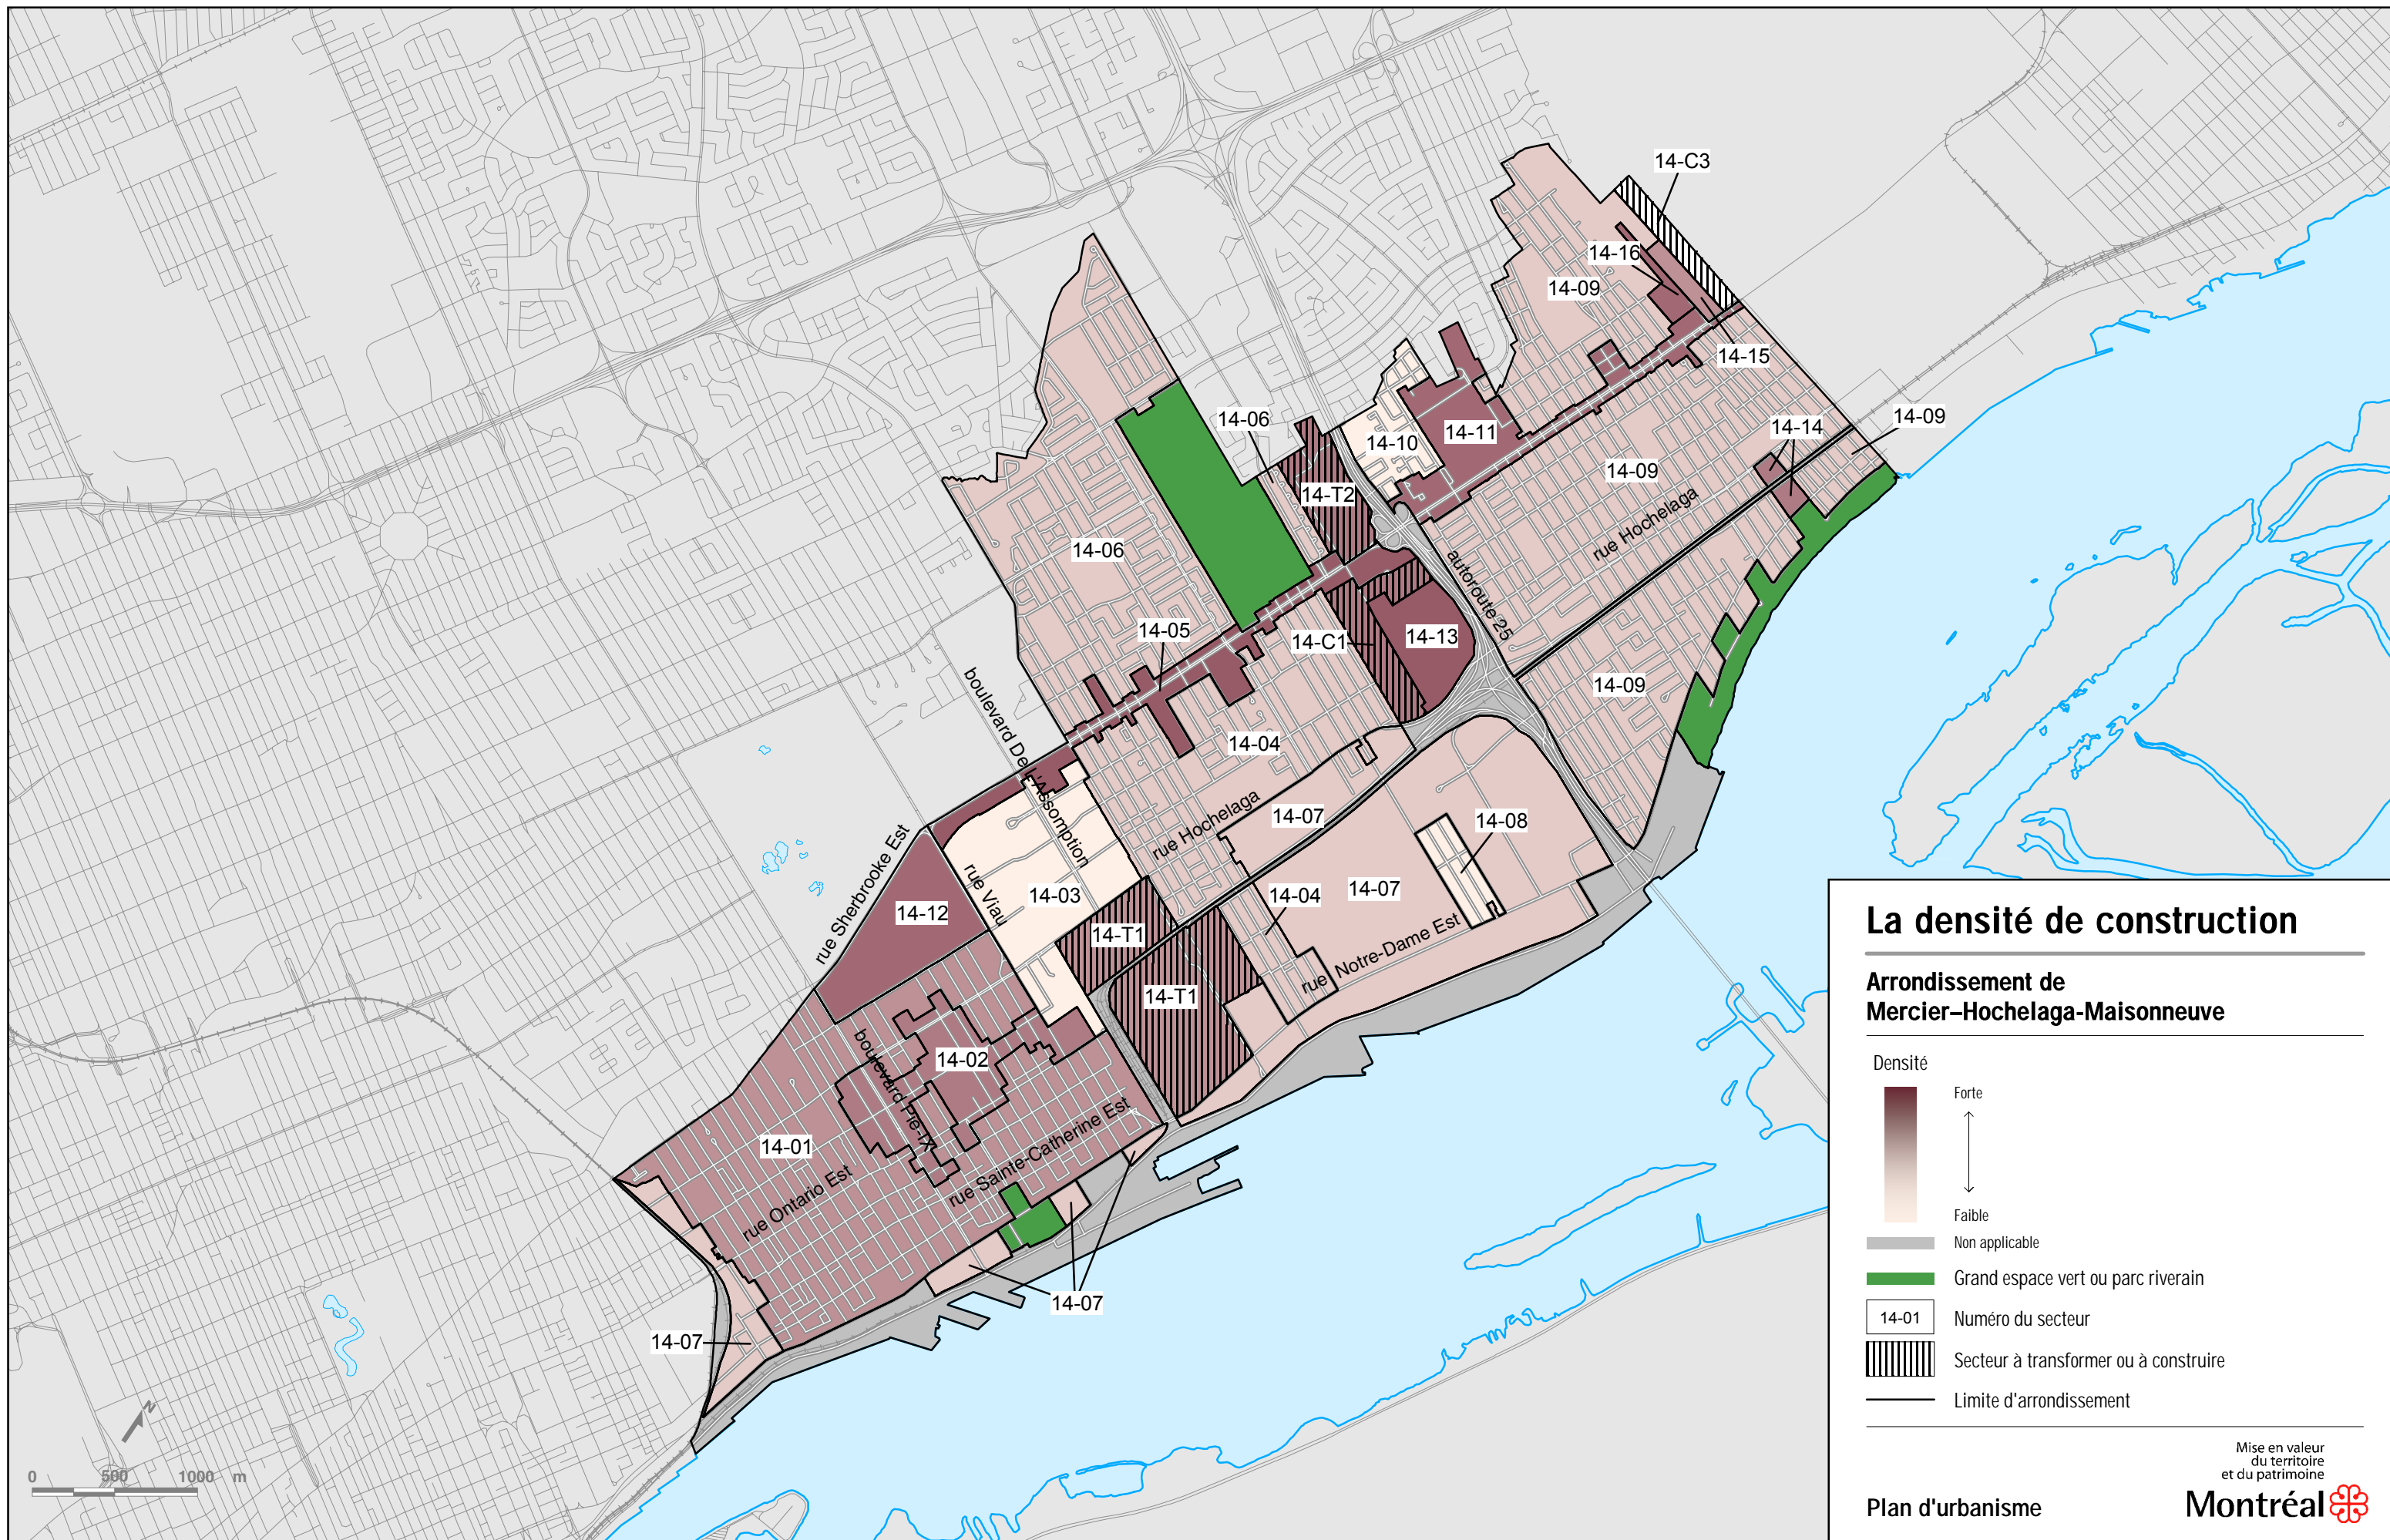 14-C3
14-16
14-09
14-15
14-06
14-09
14-14
14-10
14-11
14-09
14-T2
rue Hochelaga
14-06
autoroute 25
14-05
14-C1
14-13
14-09
boulevard De L'Assomption
14-04
rue Hochelaga
14-07
14-08
rue Sherbrooke Est
rue Viau
14-03
14-04
14-07
14-12
14-T1
rue Notre-Dame Est
14-T1
boulevard Pie-IX
14-02
14-01
rue Sainte-Catherine Est
rue Ontario Est
14-07
14-07
N
0 500 1000 m
La densité de construction
Arrondissement de
Mercier–Hochelaga-Maisonneuve
Densité
Forte
Faible
Non applicable
Grand espace vert ou parc riverain
14-01 Numéro du secteur
Secteur à transformer ou à construire
Limite d'arrondissement
Mise en valeur
du territoire
et du patrimoine
Plan d'urbanisme
Montréal